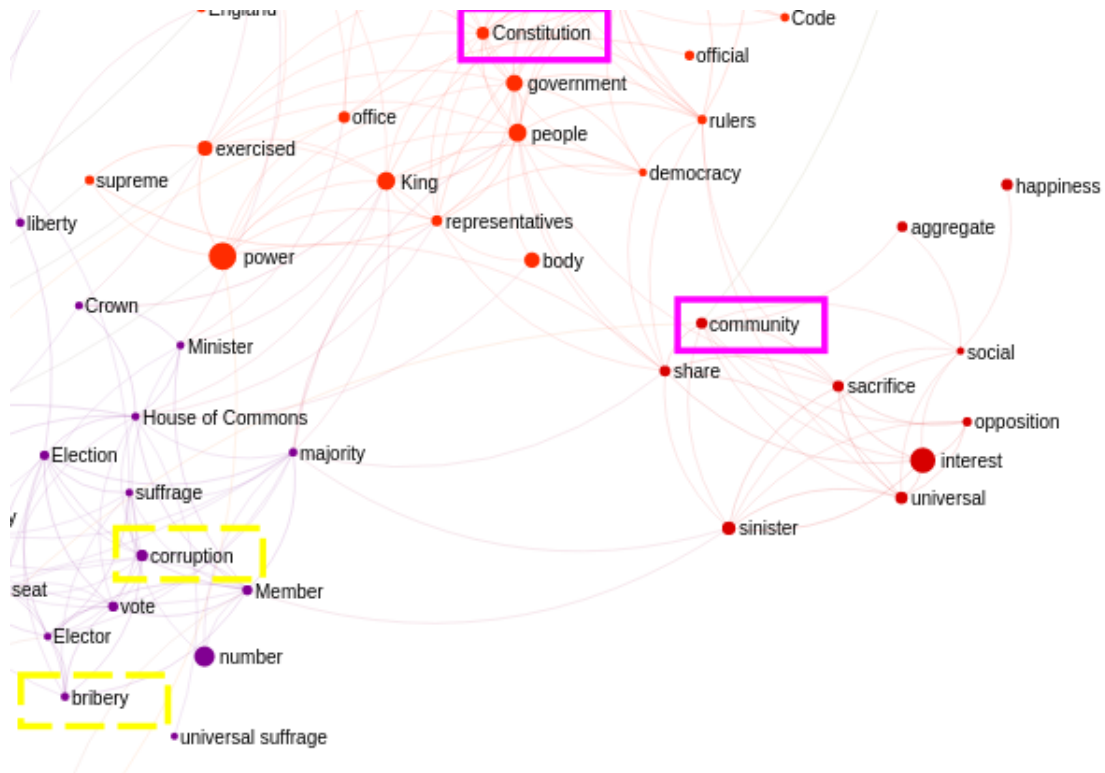 England
Code
Constitution
official
government
office
rulers
people
exercised
democracy
supreme
King
happiness
liberty
representatives
aggregate
power
body
Crown
community
Minister
social
share
sacrifice
House of Commons
opposition
Election
majority
interest
suffrage
universal
sinister
corruption
seat
Member
vote
Elector
number
bribery
universal suffrage